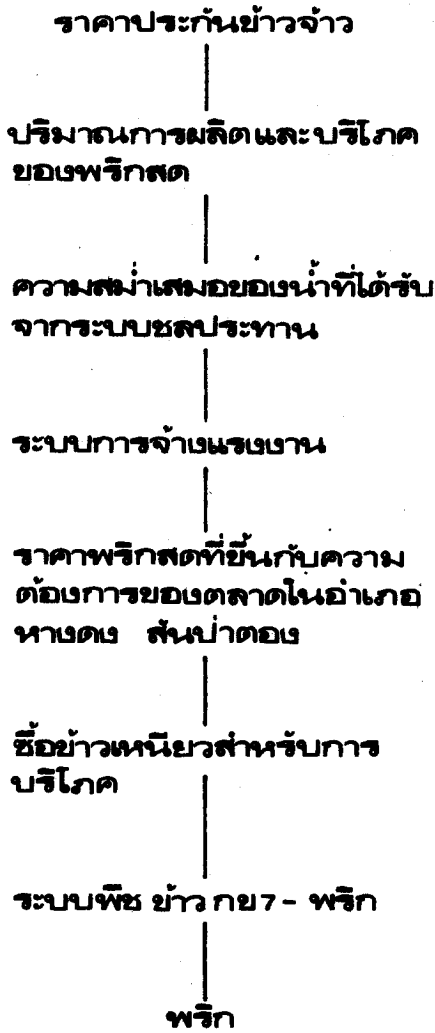 ราคาประกันข้าวจ้าว
ปริมาณการผลิตและบริโภค
ของพริกสด
ความสม่ำเสมอของน้ำที่ได้รับ
จากระบบชลประทาน
ระบบการจ้างแรงงาน
ราคาพริกสดที่ขึ้นกับความ
ต้องการของตลาดในอำเภอ
หางดง สันป่าตอง
ซื้อข้าวเหนียวสำหรับการ
บริโภค
ระบบพืช ข้าว กข7 - พริก
พริก